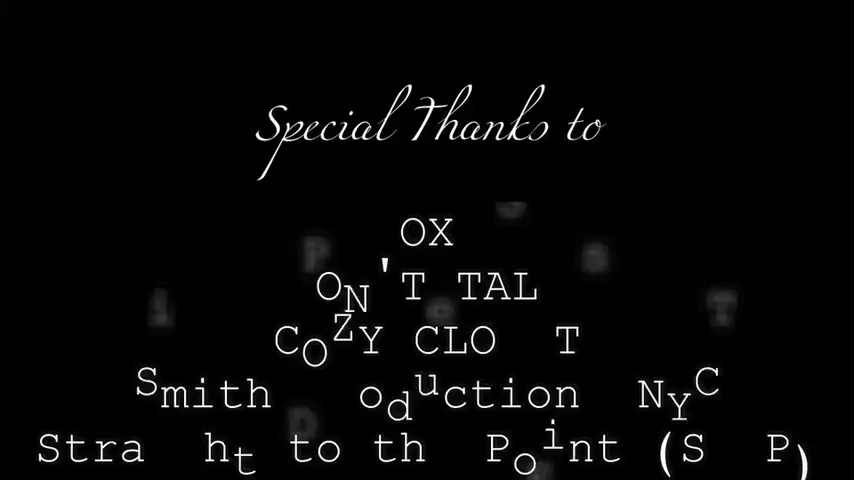 Special Thanks to
OX
ON'T TAL
COZY CLO T
Smith oduction NYC
Stra ht to th Point (S P)